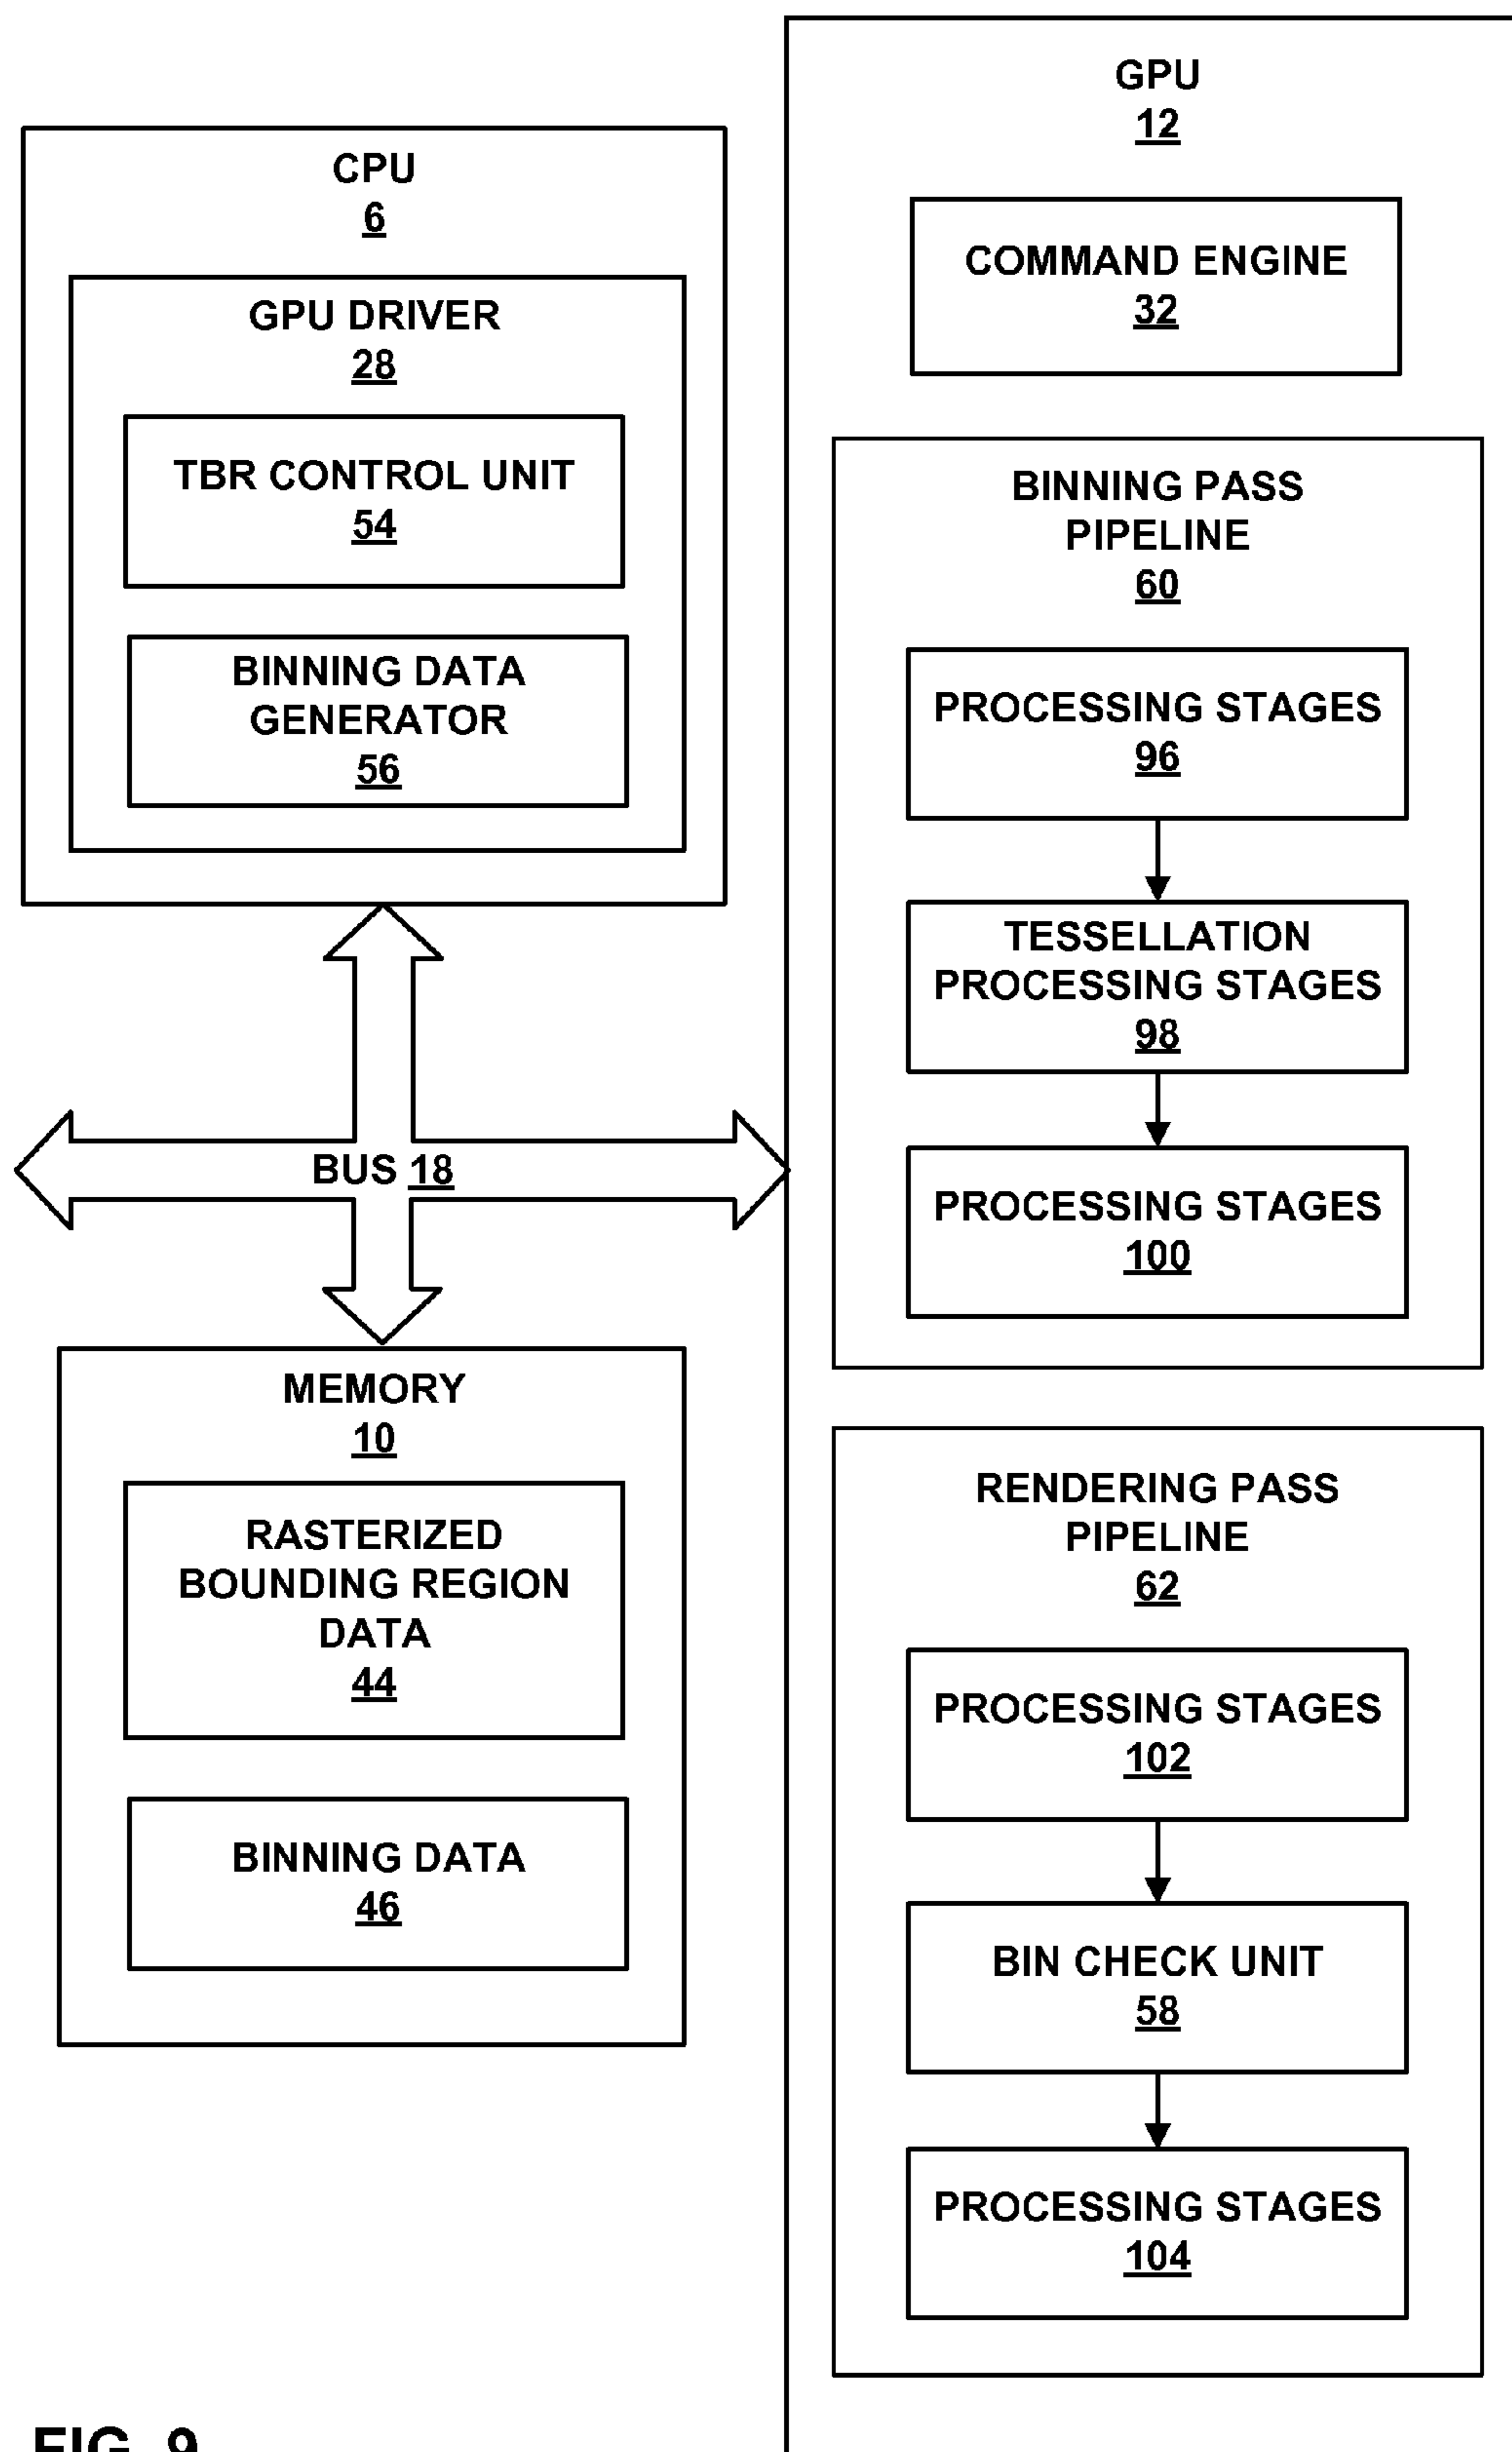 CPU
6
GPU DRIVER
28
TBR CONTROL UNIT
54
BINNING DATA
GENERATOR
56
BUS 18
MEMORY
10
RASTERIZED
BOUNDING REGION
DATA
44
BINNING DATA
46
GPU
12
COMMAND ENGINE
32
BINNING PASS
PIPELINE
60
PROCESSING STAGES
96
TESSELLATION
PROCESSING STAGES
98
PROCESSING STAGES
100
RENDERING PASS
PIPELINE
62
PROCESSING STAGES
102
BIN CHECK UNIT
58
PROCESSING STAGES
104
FIG. 9